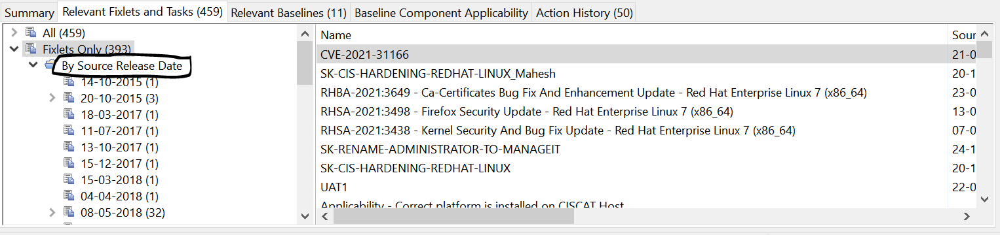 Summary Relevant Fixlets and Tasks (459) Relevant Baselines (11) Baseline Component Applicability Action History (50)
All (459)
Fixlets Only (393)
By Source Release Date
14-10-2015 (1)
20-10-2015 (3)
18-03-2017 (1)
11-07-2017 (1)
13-10-2017 (1)
15-12-2017 (1)
15-03-2018 (1)
04-04-2018 (1)
08-05-2018 (32)
Name Sour
CVE-2021-31166 21-0
SK-CIS-HARDENING-REDHAT-LINUX_Mahesh 20-1
RHBA-2021:3649 - Ca-Certificates Bug Fix And Enhancement Update - Red Hat Enterprise Linux 7 (x86_64) 23-0
RHSA-2021:3498 - Firefox Security Update - Red Hat Enterprise Linux 7 (x86_64) 13-0
RHSA-2021:3438 - Kernel Security And Bug Fix Update - Red Hat Enterprise Linux 7 (x86_64) 07-0
SK-RENAME-ADMINISTRATOR-TO-MANAGEIT 24-1
SK-CIS-HARDENING-REDHAT-LINUX 20-1
UAT1 22-0
Applicability - Correct platform is installed on CISCAT Host